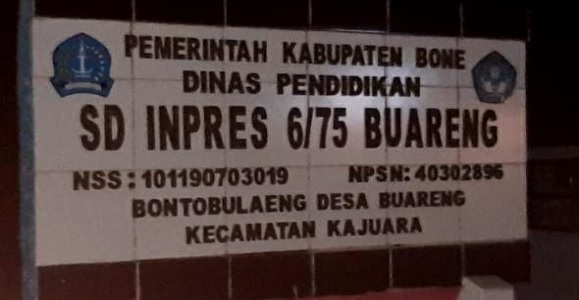 PEMERINTAH KABUPATEN BONE
DINAS PENDIDIKAN
SD INPRES 6/75 BUARENG
NSS : 101190703019 NPSN: 40302896
BONTOBULAENG DESA BUARENG
KECAMATAN KAJUARA